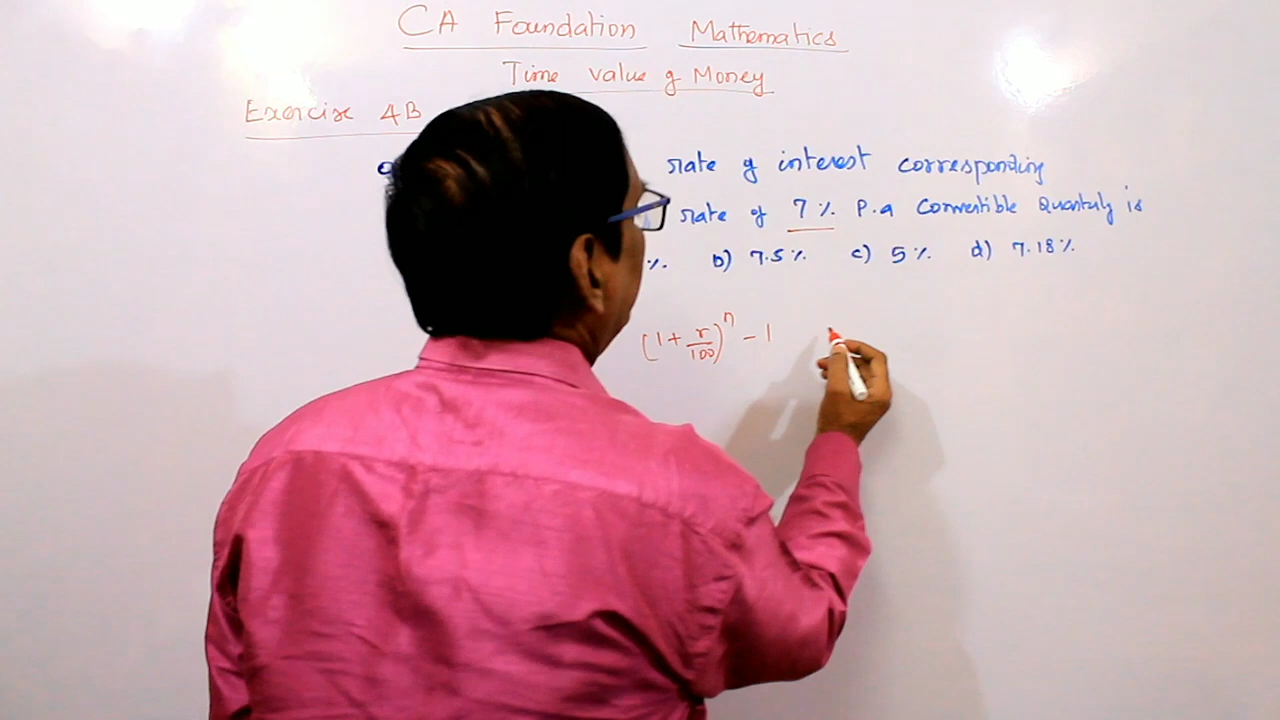 CA Foundation Mathematics
Time value of Money
Exercise 4B
rate of interest corresponding
rate of 7% P.a Convertible Quarterly is
%. b) 7.5% c) 5% d) 7.18%
(1+r/100)^n - 1